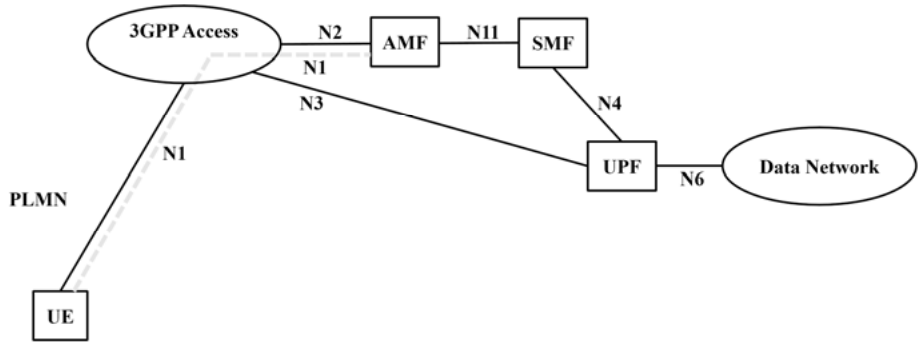 3GPP Access
N2
AMF
N11
SMF
N1
N3
N4
N1
UPF
N6
Data Network
PLMN
UE